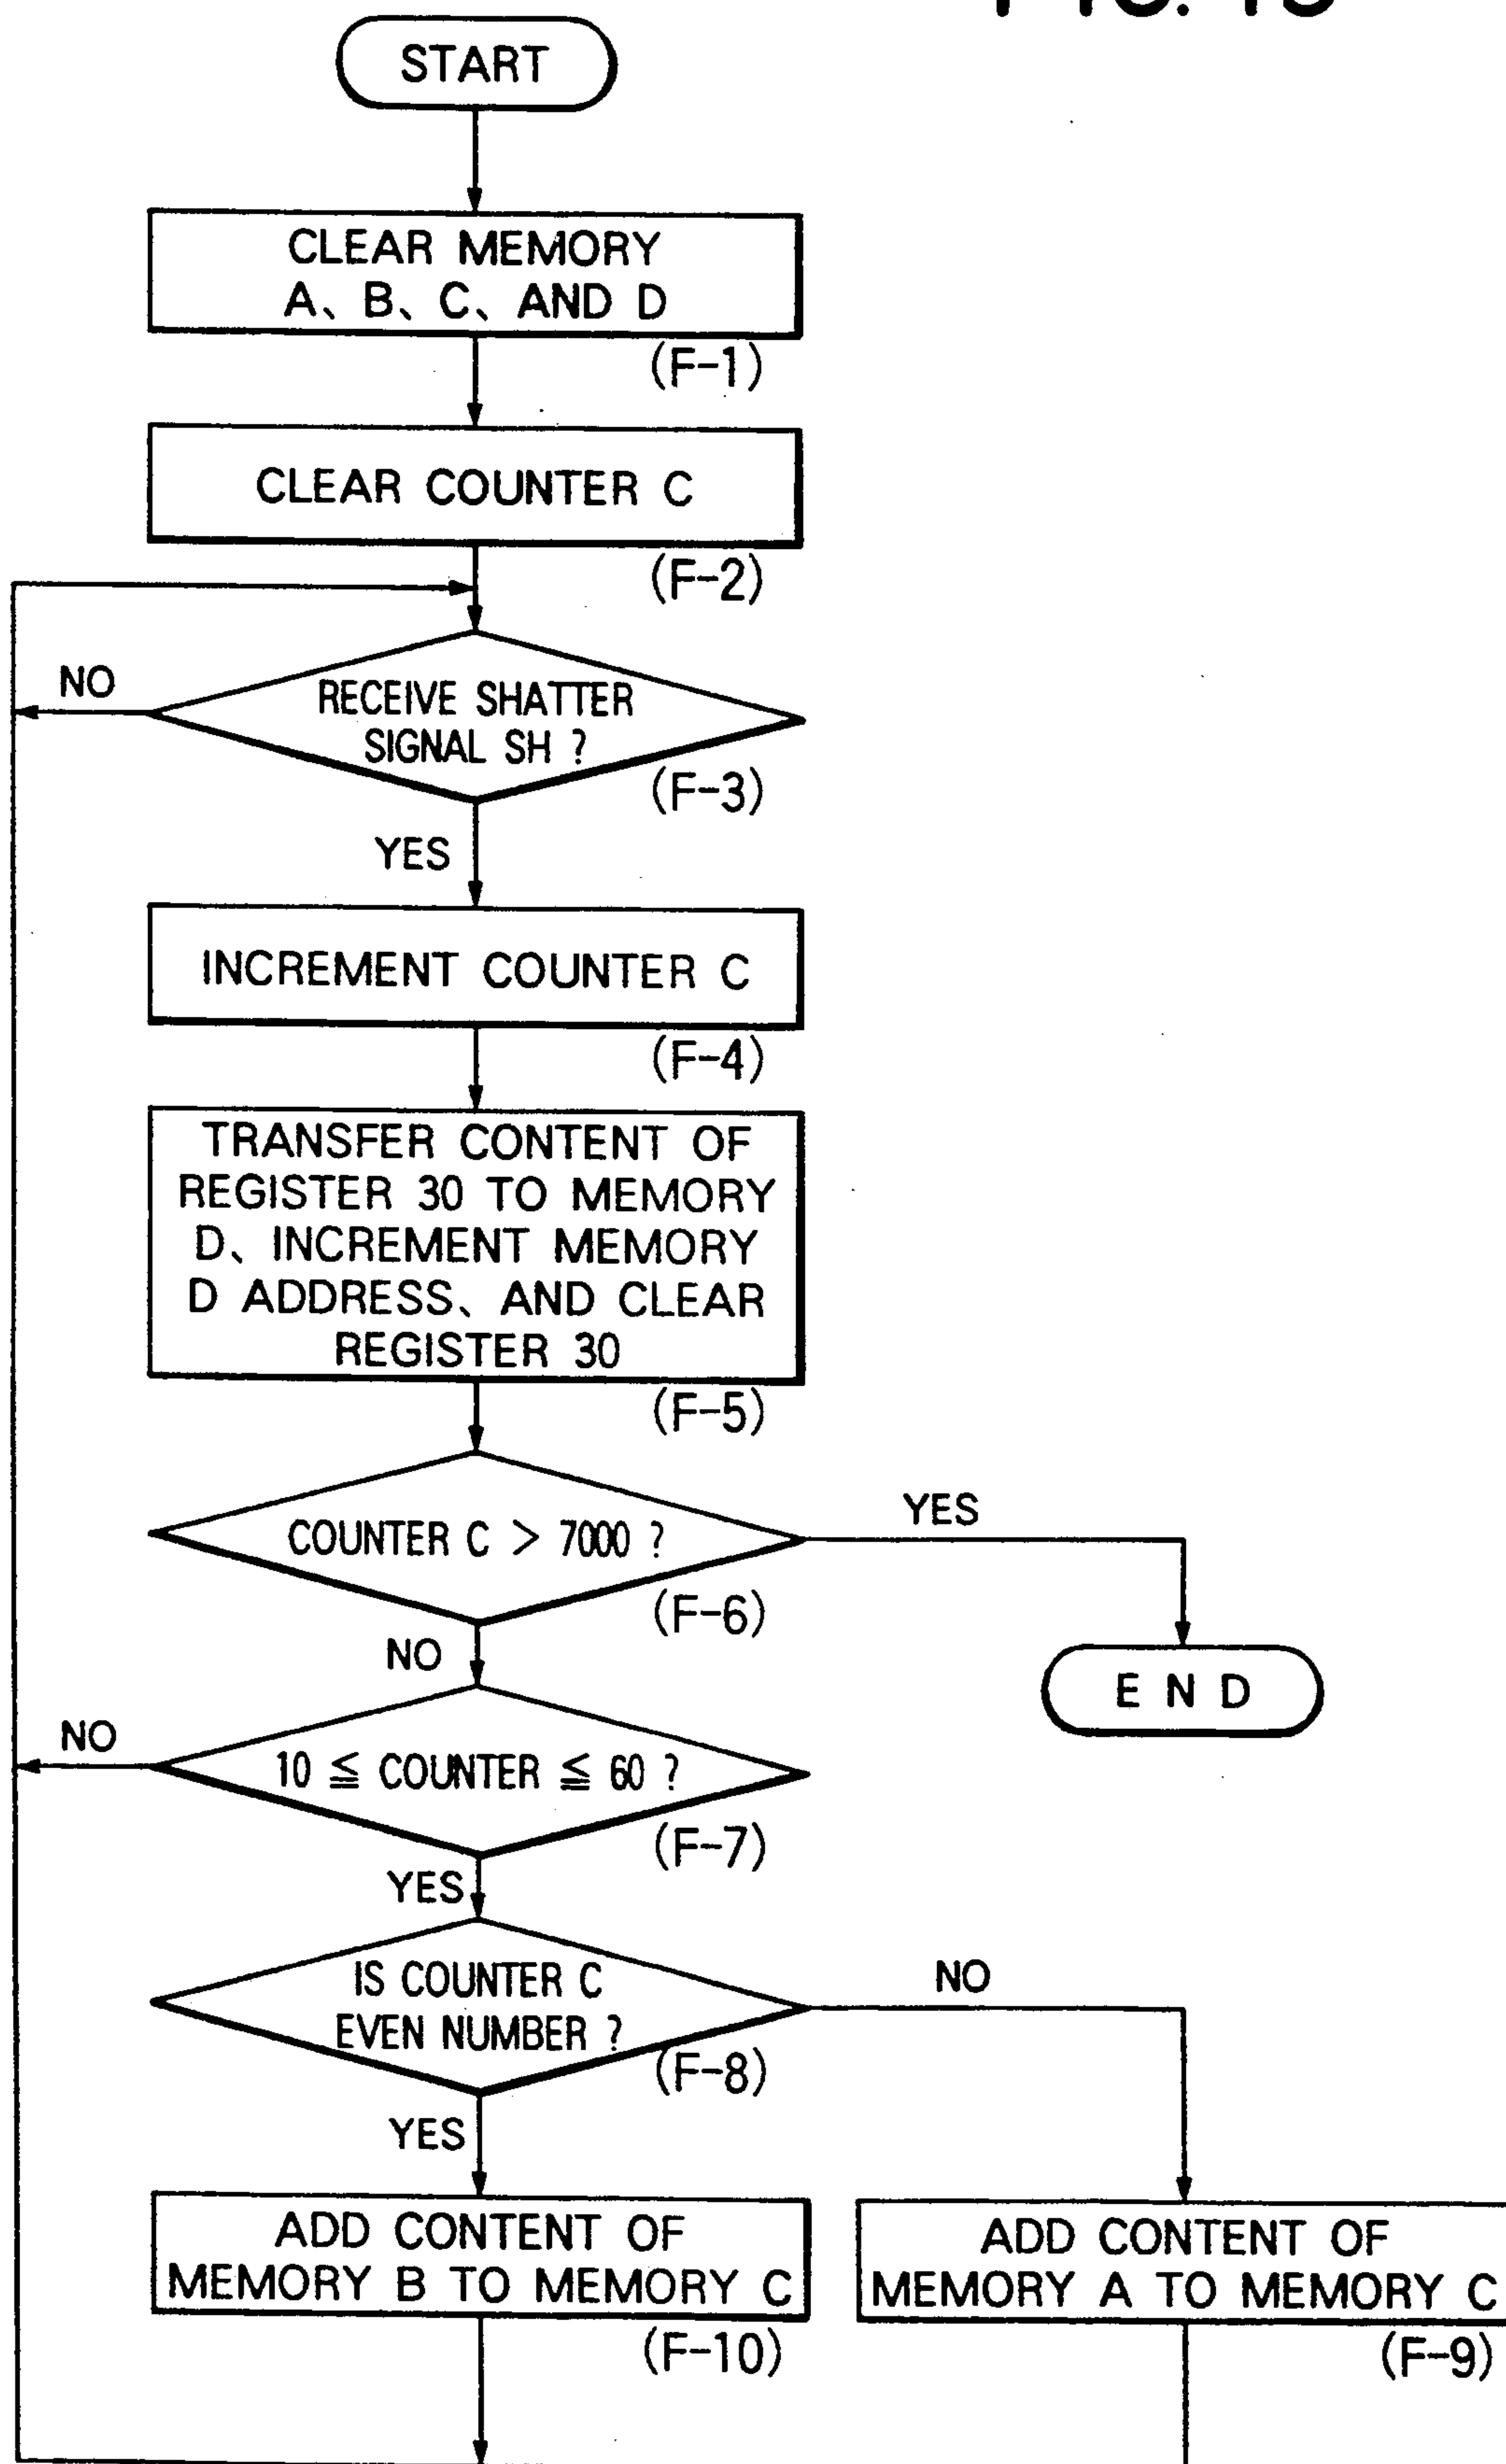 FIG. 13
START
CLEAR MEMORY
A、B、C、AND D
(F-1)
CLEAR COUNTER C
(F-2)
NO
RECEIVE SHATTER
SIGNAL SH ?
(F-3)
YES
INCREMENT COUNTER C
(F-4)
TRANSFER CONTENT OF
REGISTER 30 TO MEMORY
D、INCREMENT MEMORY
D ADDRESS、AND CLEAR
REGISTER 30
(F-5)
COUNTER C > 7000 ?
YES
(F-6)
NO
E N D
NO
10 ≦ COUNTER ≦ 60 ?
(F-7)
YES
IS COUNTER C
EVEN NUMBER ?
NO
(F-8)
YES
ADD CONTENT OF
MEMORY B TO MEMORY C
(F-10)
ADD CONTENT OF
MEMORY A TO MEMORY C
(F-9)